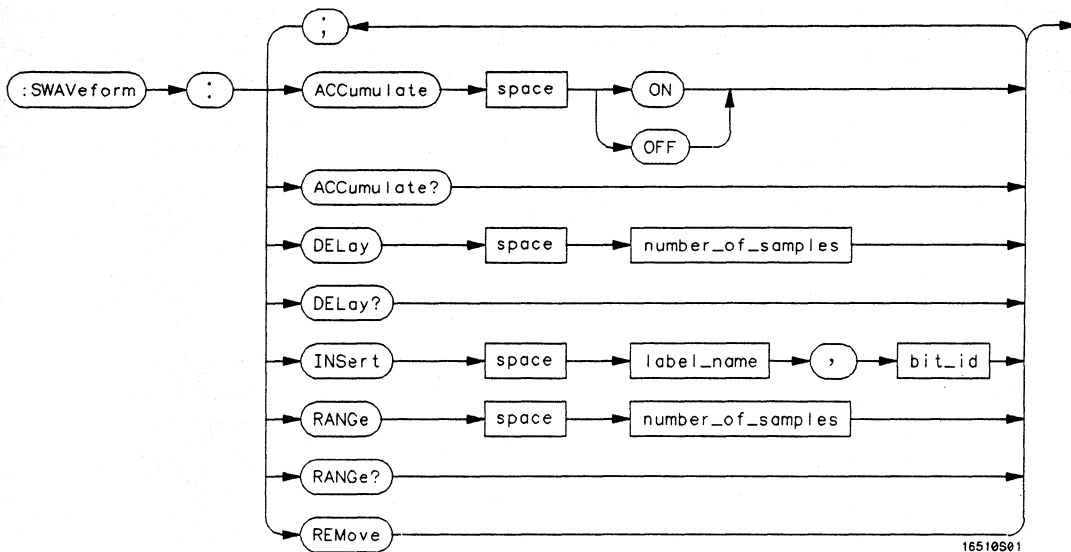 ;
:SWAVeform : ACCumulate space ON
OFF
ACCumulate?
DELay space number_of_samples
DELay?
INSert space label_name , bit_id
RANGe space number_of_samples
RANGe?
REMove
16510S01